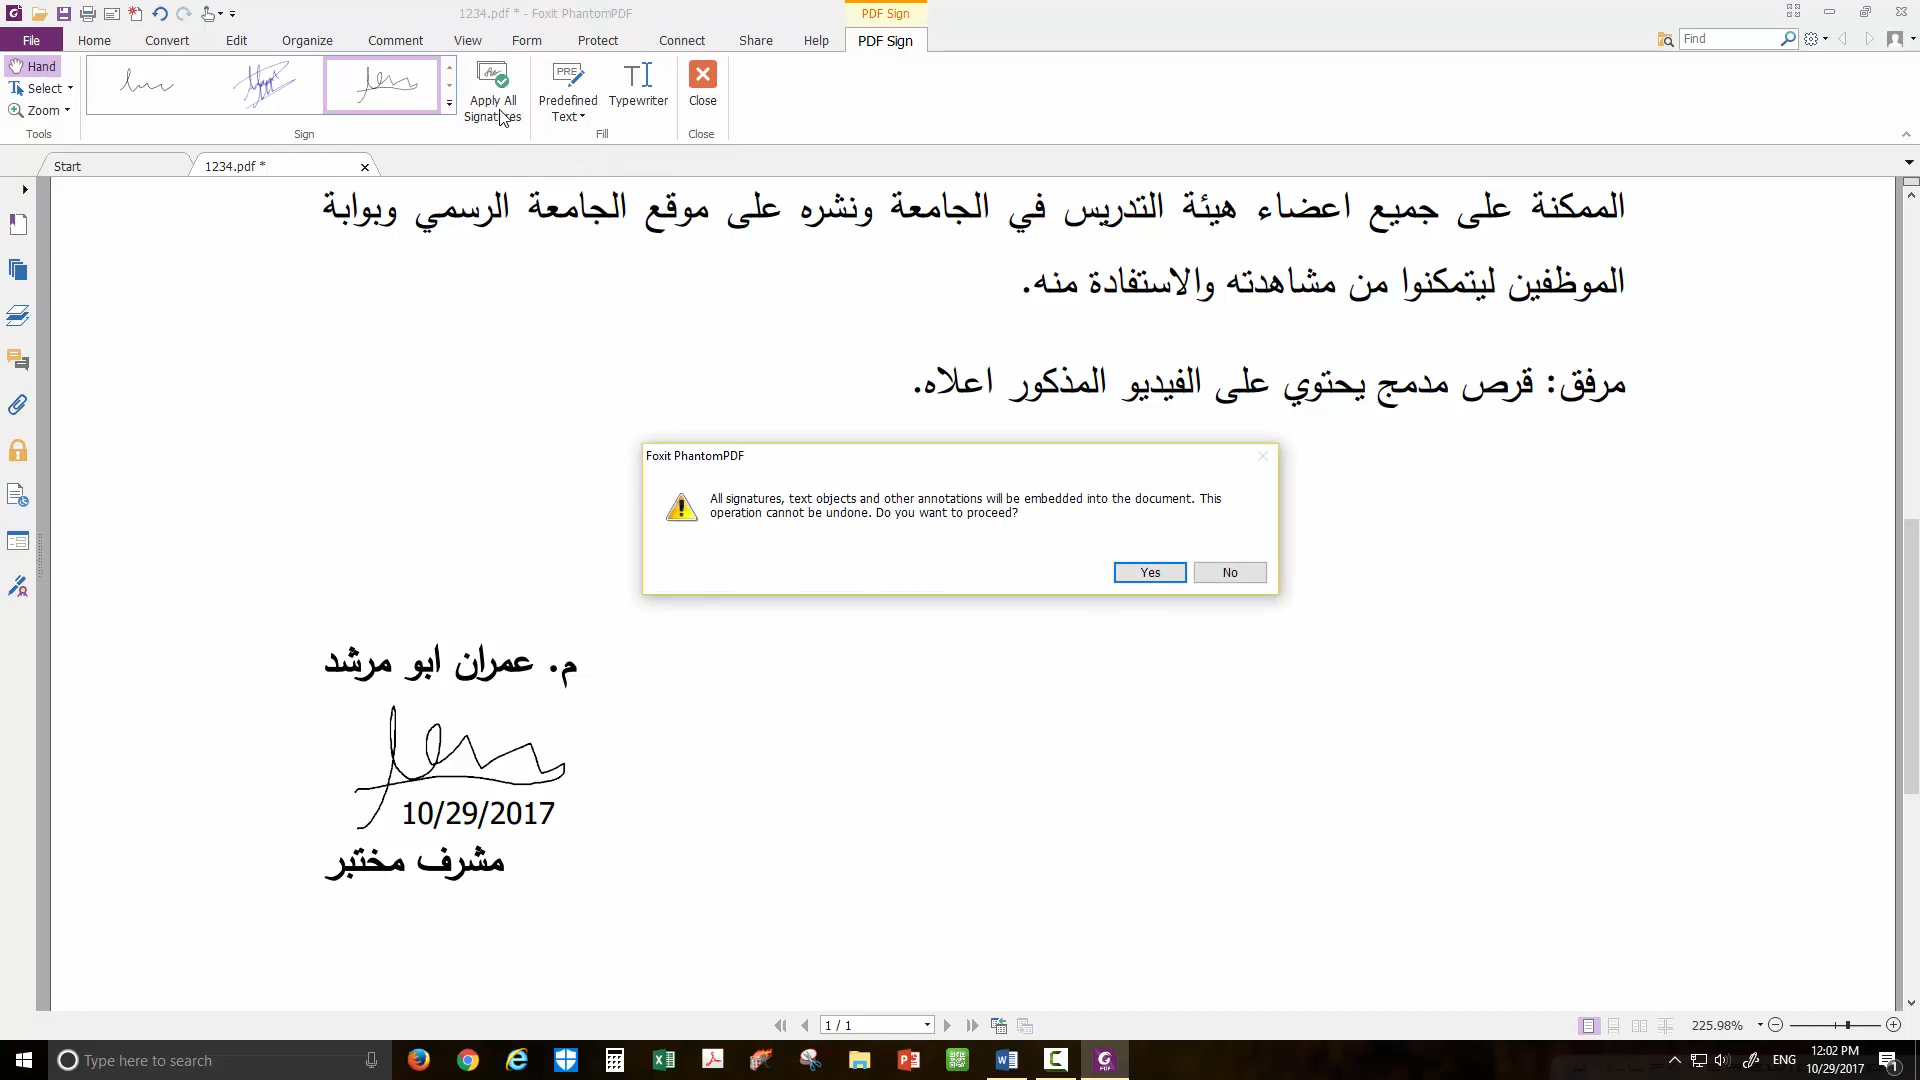 1234.pdf * - Foxit PhantomPDF
PDF Sign
File Home Convert Edit Organize Comment View Form Protect Connect Share Help PDF Sign
Find
Hand
Select
Zoom
Tools
Sign
Apply All
Signatures
PRE
Predefined
Text
Typewriter
Fill
Close
Close
Start
1234.pdf *
الممكنة على جميع اعضاء هيئة التدريس في الجامعة ونشره على موقع الجامعة الرسمي وبوابة
الموظفين ليتمكنوا من مشاهدته والاستفادة منه.
مرفق: قرص مدمج يحتوي على الفيديو المذكور اعلاه.
Foxit PhantomPDF
All signatures, text objects and other annotations will be embedded into the document. This
operation cannot be undone. Do you want to proceed?
Yes
No
م. عمران ابو مرشد
10/29/2017
مشرف مختبر
1 / 1
225.98%
Type here to search
ENG
12:02 PM
10/29/2017
1